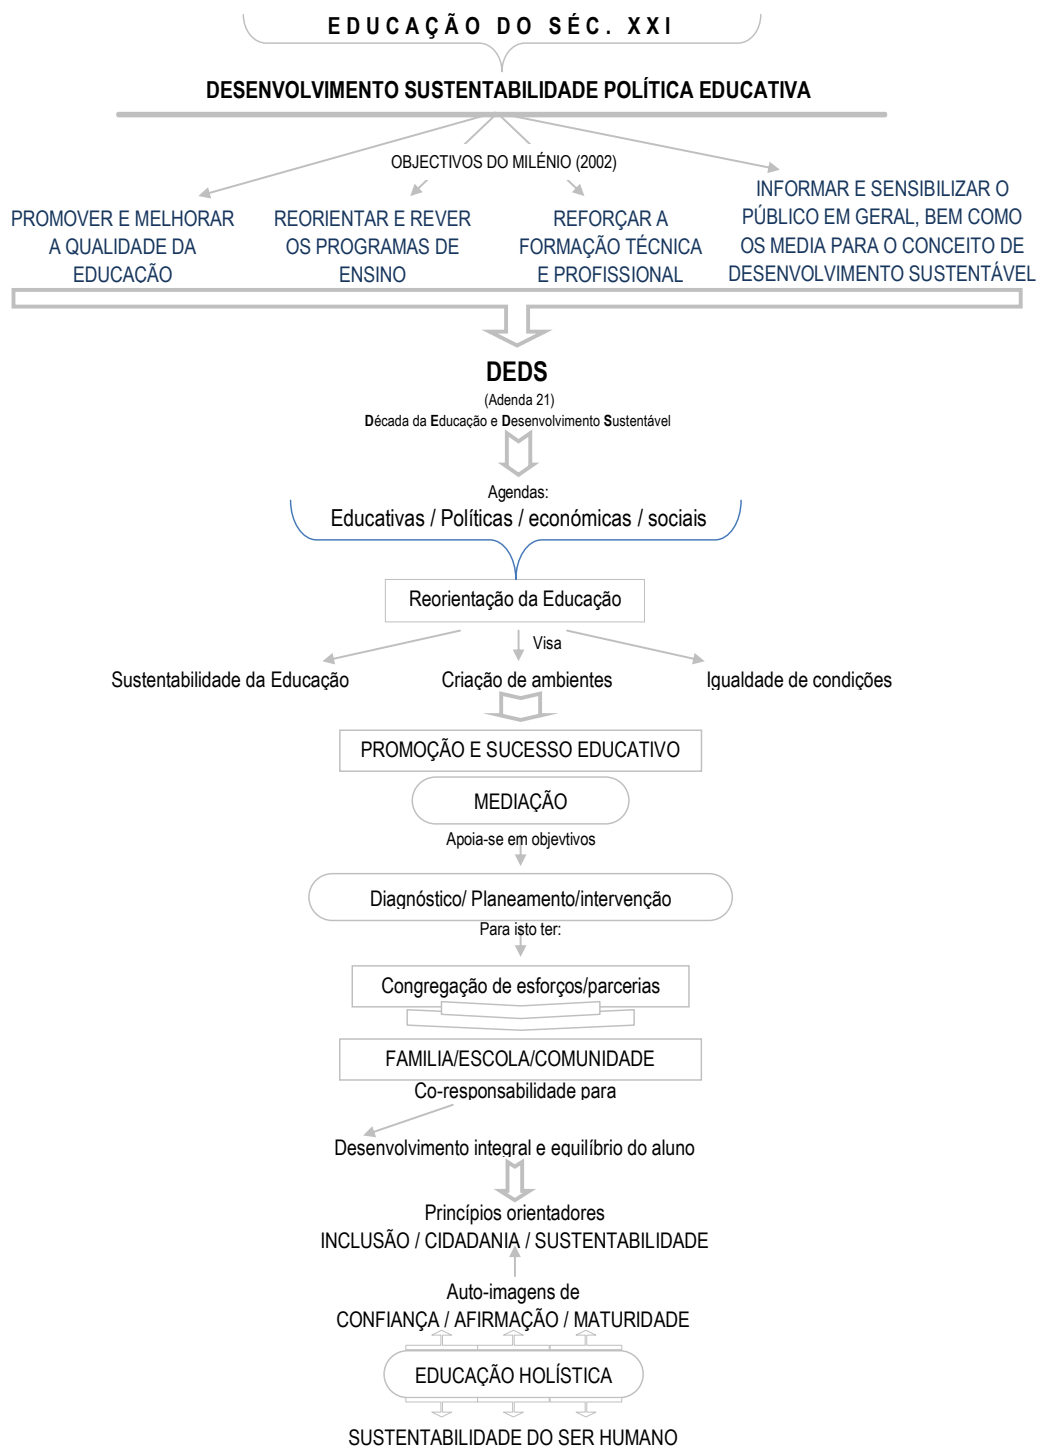 EDUCAÇÃO DO SÉC. XXI
DESENVOLVIMENTO SUSTENTABILIDADE POLÍTICA EDUCATIVA
OBJECTIVOS DO MILÉNIO (2002)
PROMOVER E MELHORAR
A QUALIDADE DA
EDUCAÇÃO
REORIENTAR E REVER
OS PROGRAMAS DE
ENSINO
REFORÇAR A
FORMAÇÃO TÉCNICA
E PROFISSIONAL
INFORMAR E SENSIBILIZAR O
PÚBLICO EM GERAL, BEM COMO
OS MEDIA PARA O CONCEITO DE
DESENVOLVIMENTO SUSTENTÁVEL
DEDS
(Adenda 21)
Década da Educação e Desenvolvimento Sustentável
Agendas:
Educativas / Políticas / económicas / sociais
Reorientação da Educação
Visa
Sustentabilidade da Educação
Criação de ambientes
Igualdade de condições
PROMOÇÃO E SUCESSO EDUCATIVO
MEDIAÇÃO
Apoia-se em objevtivos
Diagnóstico/ Planeamento/intervenção
Para isto ter:
Congregação de esforços/parcerias
FAMILIA/ESCOLA/COMUNIDADE
Co-responsabilidade para
Desenvolvimento integral e equilíbrio do aluno
Princípios orientadores
INCLUSÃO / CIDADANIA / SUSTENTABILIDADE
Auto-imagens de
CONFIANÇA / AFIRMAÇÃO / MATURIDADE
EDUCAÇÃO HOLÍSTICA
SUSTENTABILIDADE DO SER HUMANO